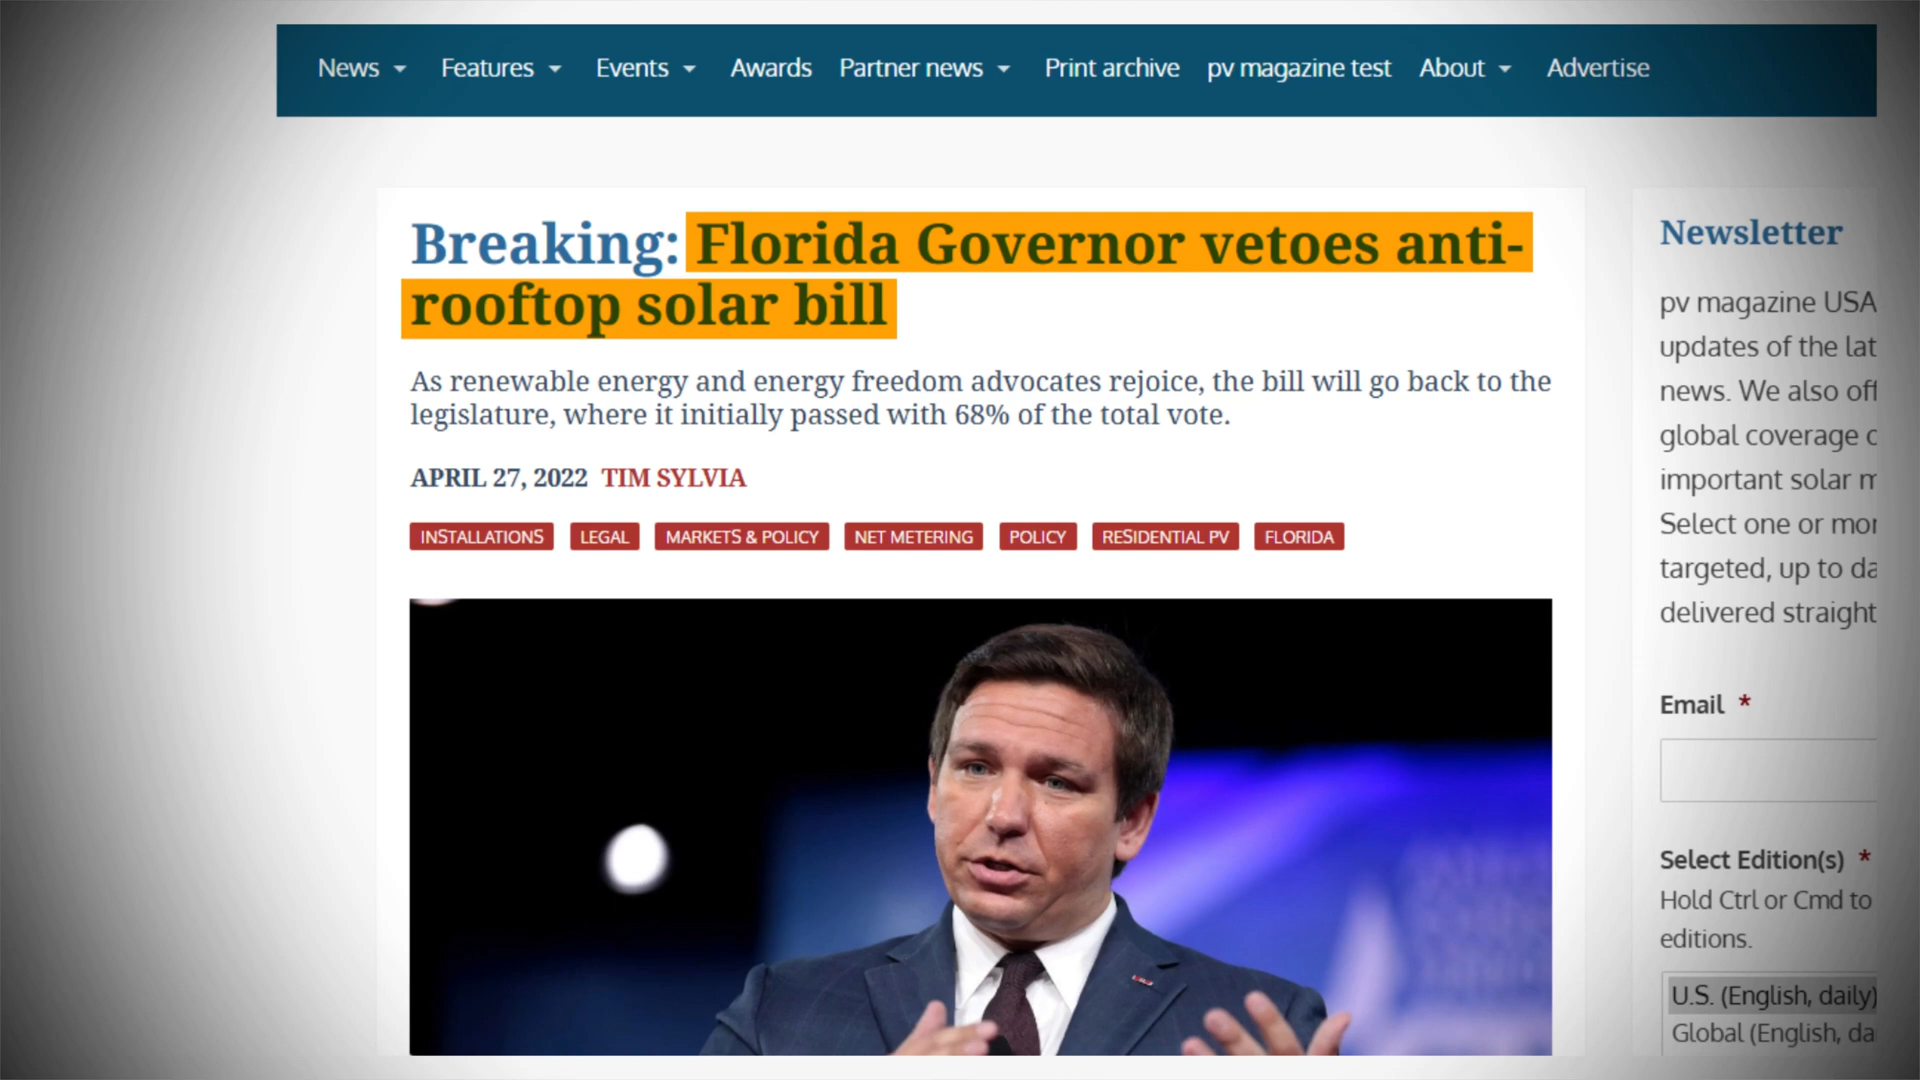 News Features Events Awards Partner news Print archive pv magazine test About Advertise
Breaking: Florida Governor vetoes anti-
rooftop solar bill
As renewable energy and energy freedom advocates rejoice, the bill will go back to the
legislature, where it initially passed with 68% of the total vote.
APRIL 27, 2022 TIM SYLVIA
INSTALLATIONS LEGAL MARKETS & POLICY NET METERING POLICY RESIDENTIAL PV FLORIDA
Newsletter
pv magazine USA
updates of the lat
news. We also off
global coverage
important solar
Select one or mor
targeted, up to da
delivered straight
Email *
Select Edition(s) *
Hold Ctrl or Cmd to
editions.
U.S. (English, daily)
Global (English, da